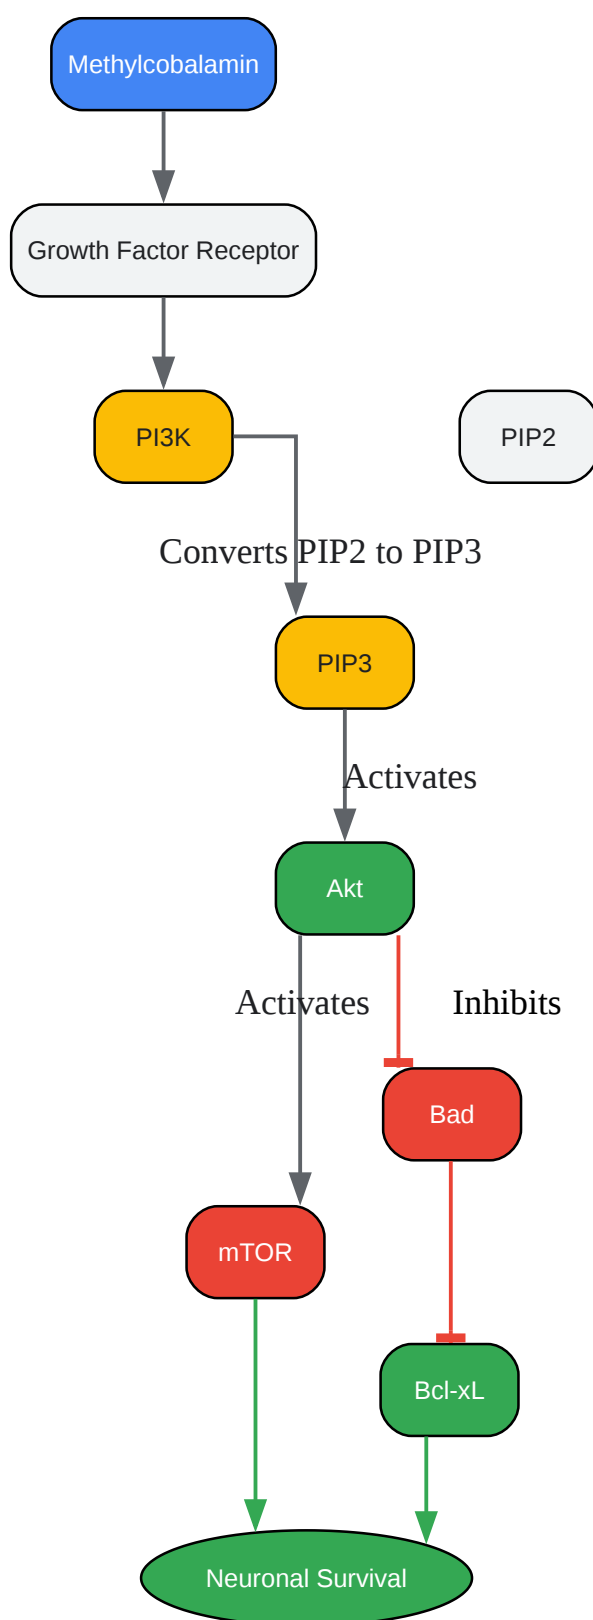 Methylcobalamin
Growth Factor Receptor
PI3K
PIP2
Converts PIP2 to PIP3
PIP3
Activates
Akt
Activates
Inhibits
Bad
mTOR
Bcl-xL
Neuronal Survival